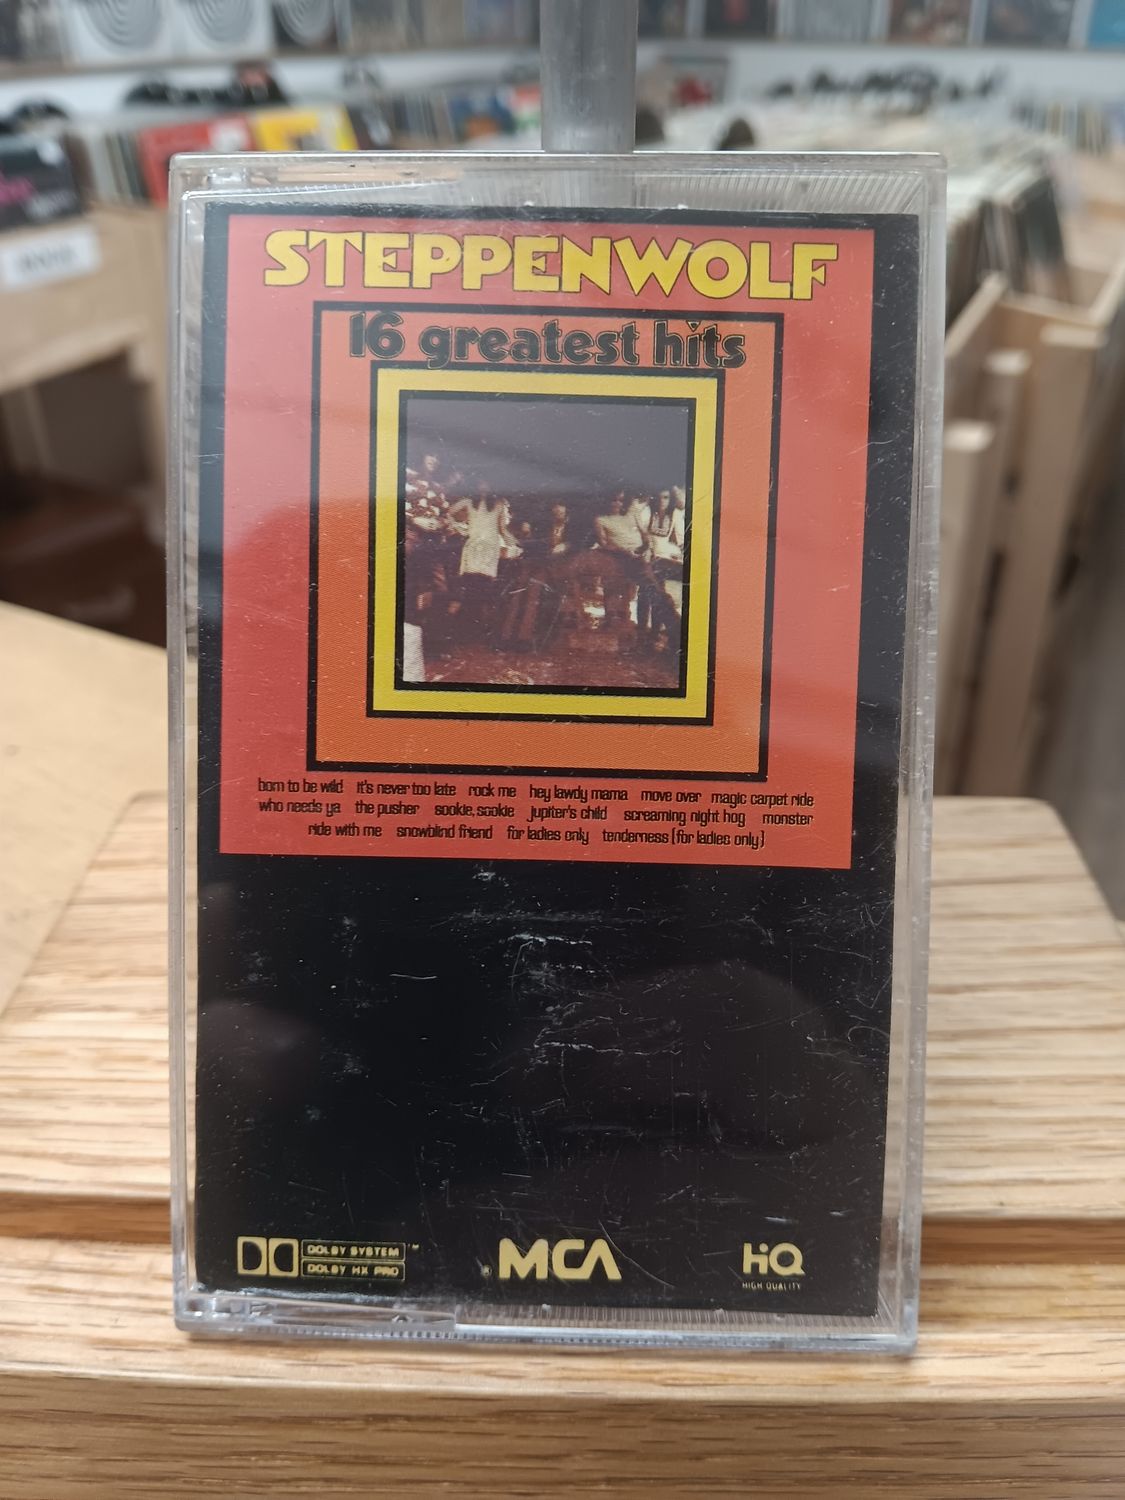 STEPPENWOLF
16 greatest hits
born to be wild it's never too late rock me hey lawdy mama move over magic carpet ride
who needs ya the pusher sookie, sookie jupiter's child screaming night hog monster
ride with me snowblind friend for ladies only tenderness (for ladies only)
DOLBY SYSTEM ™
DOLBY HX PRO
® MCA
HiQ
HIGH QUALITY